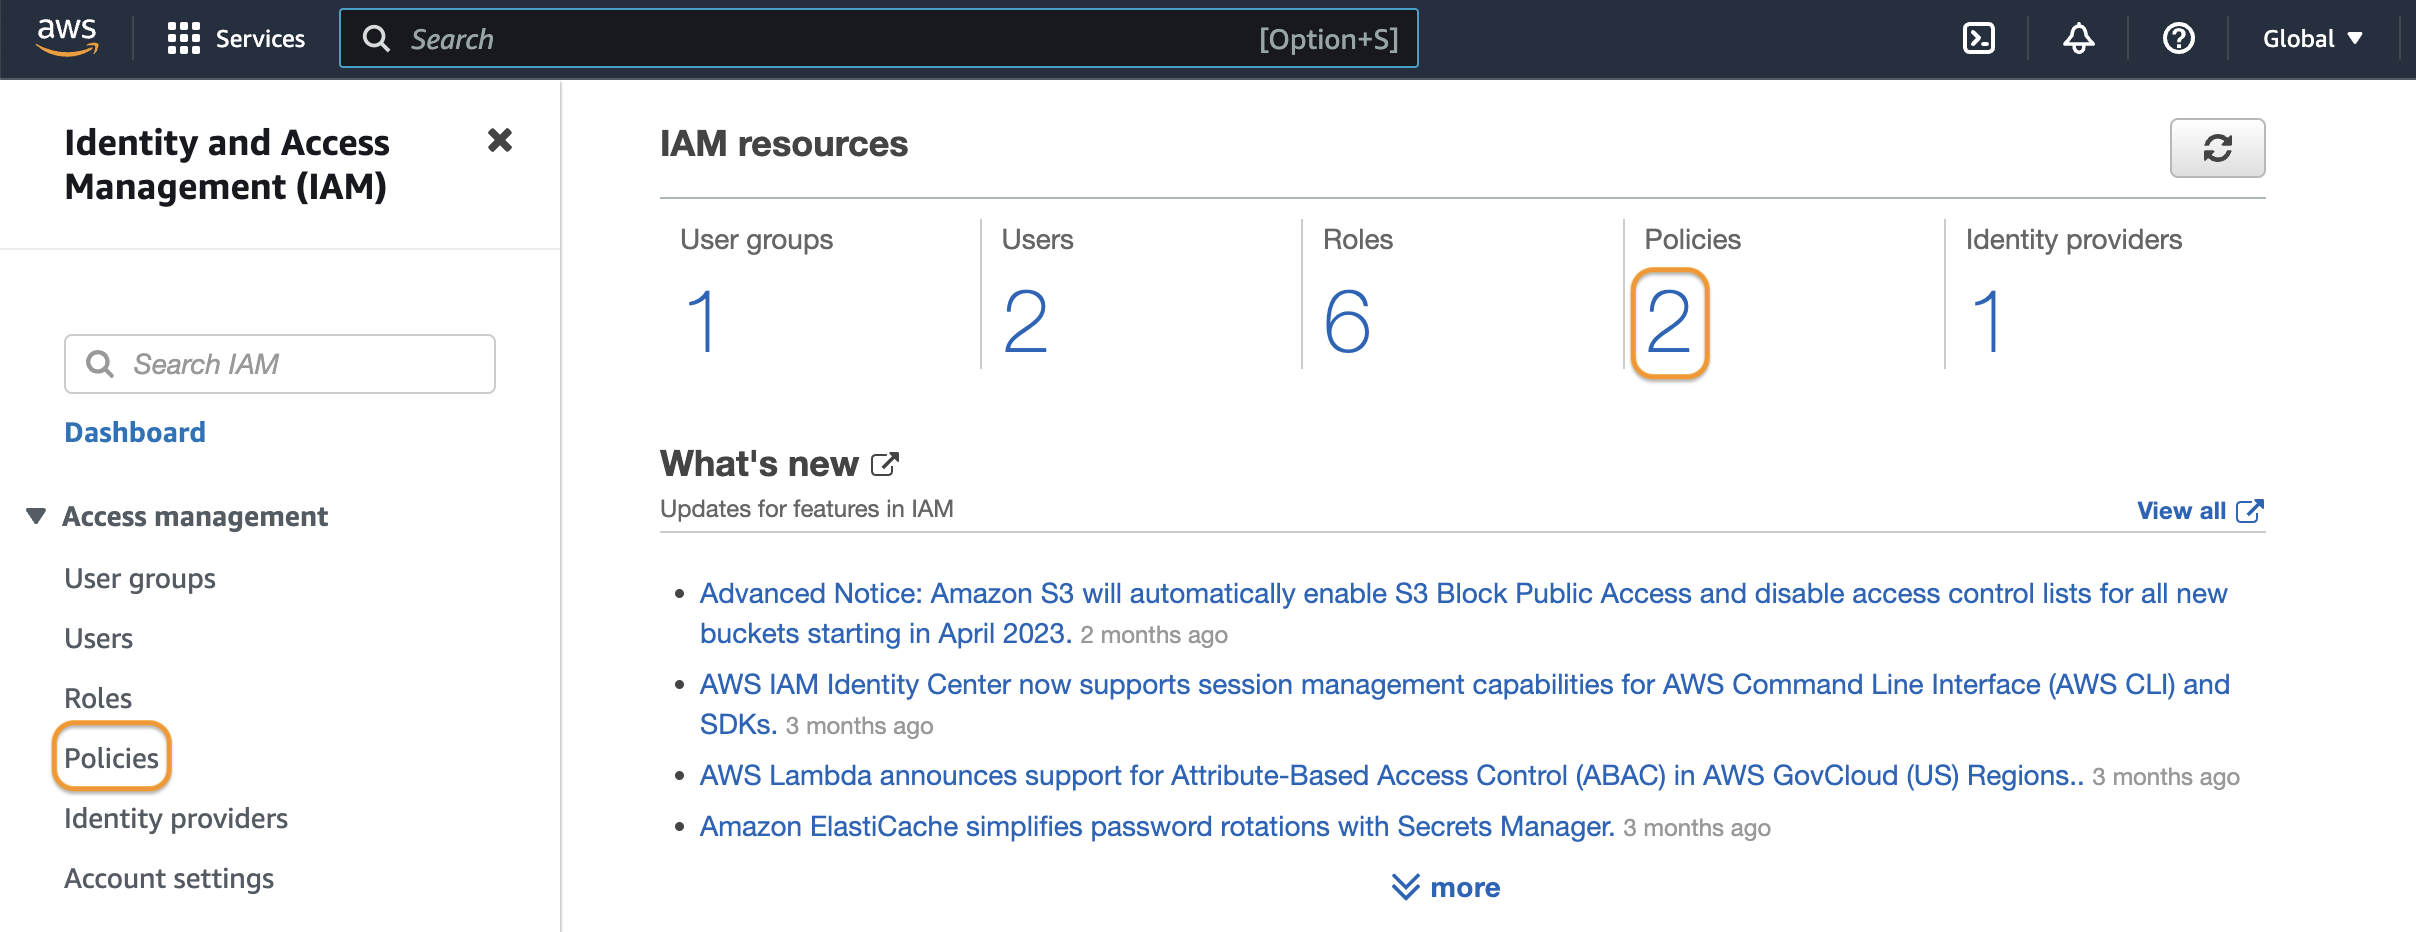 aws
Services
Search
[Option+S]
Global
Identity and Access
Management (IAM)
Search IAM
Dashboard
Access management
User groups
Users
Roles
Policies
Identity providers
Account settings
IAM resources
User groups
1
Users
2
Roles
6
Policies
2
Identity providers
1
What's new
Updates for features in IAM
View all
Advanced Notice: Amazon S3 will automatically enable S3 Block Public Access and disable access control lists for all new
buckets starting in April 2023. 2 months ago
AWS IAM Identity Center now supports session management capabilities for AWS Command Line Interface (AWS CLI) and
SDKs. 3 months ago
AWS Lambda announces support for Attribute-Based Access Control (ABAC) in AWS GovCloud (US) Regions.. 3 months ago
Amazon ElastiCache simplifies password rotations with Secrets Manager. 3 months ago
more